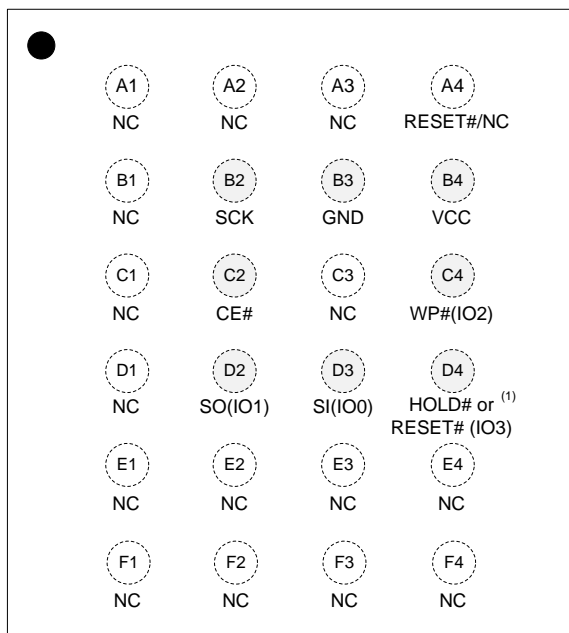 A1 A2 A3 A4
NC NC NC RESET#/NC
B1 B2 B3 B4
NC SCK GND VCC
C1 C2 C3 C4
NC CE# NC WP#(IO2)
D1 D2 D3 D4
NC SO(IO1) SI(IO0) HOLD# or (1)
RESET# (IO3)
E1 E2 E3 E4
NC NC NC NC
F1 F2 F3 F4
NC NC NC NC